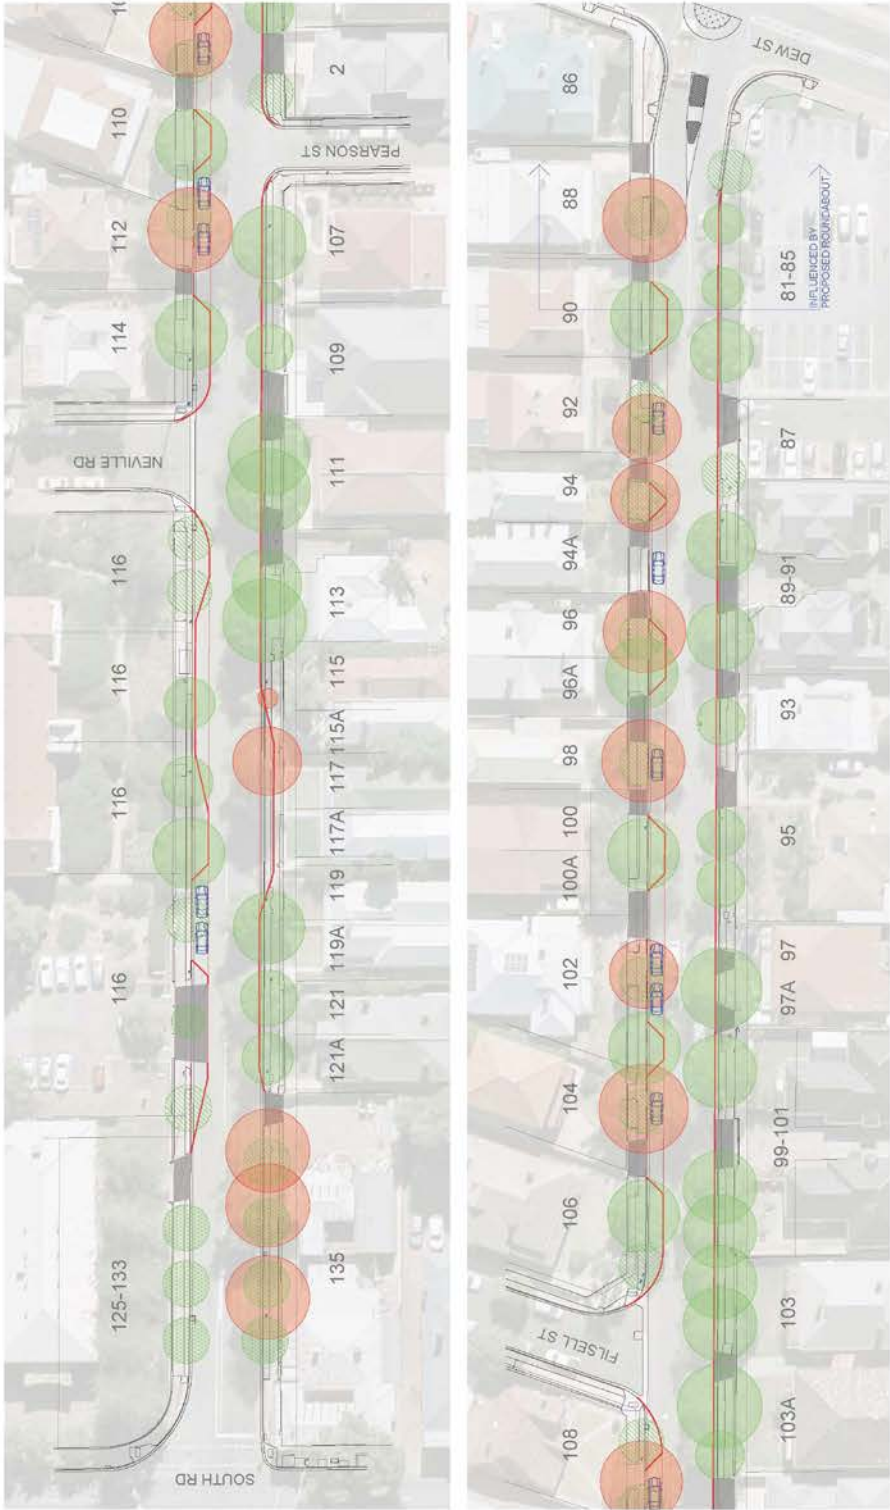 10
110
112
114
NEVILLE RD
116
116
116
116
125-133
SOUTH RD
2
PEARSON ST
107
109
111
113
115
115A
117
117A
119
119A
121
121A
135
DEW ST
86
88
90
92
94
94A
96
96A
98
100
100A
102
104
106
FILSELL ST
108
INFLUENCED BY
PROPOSED ROUNDABOUT
81-85
87
89-91
93
95
97
97A
99-101
103
103A